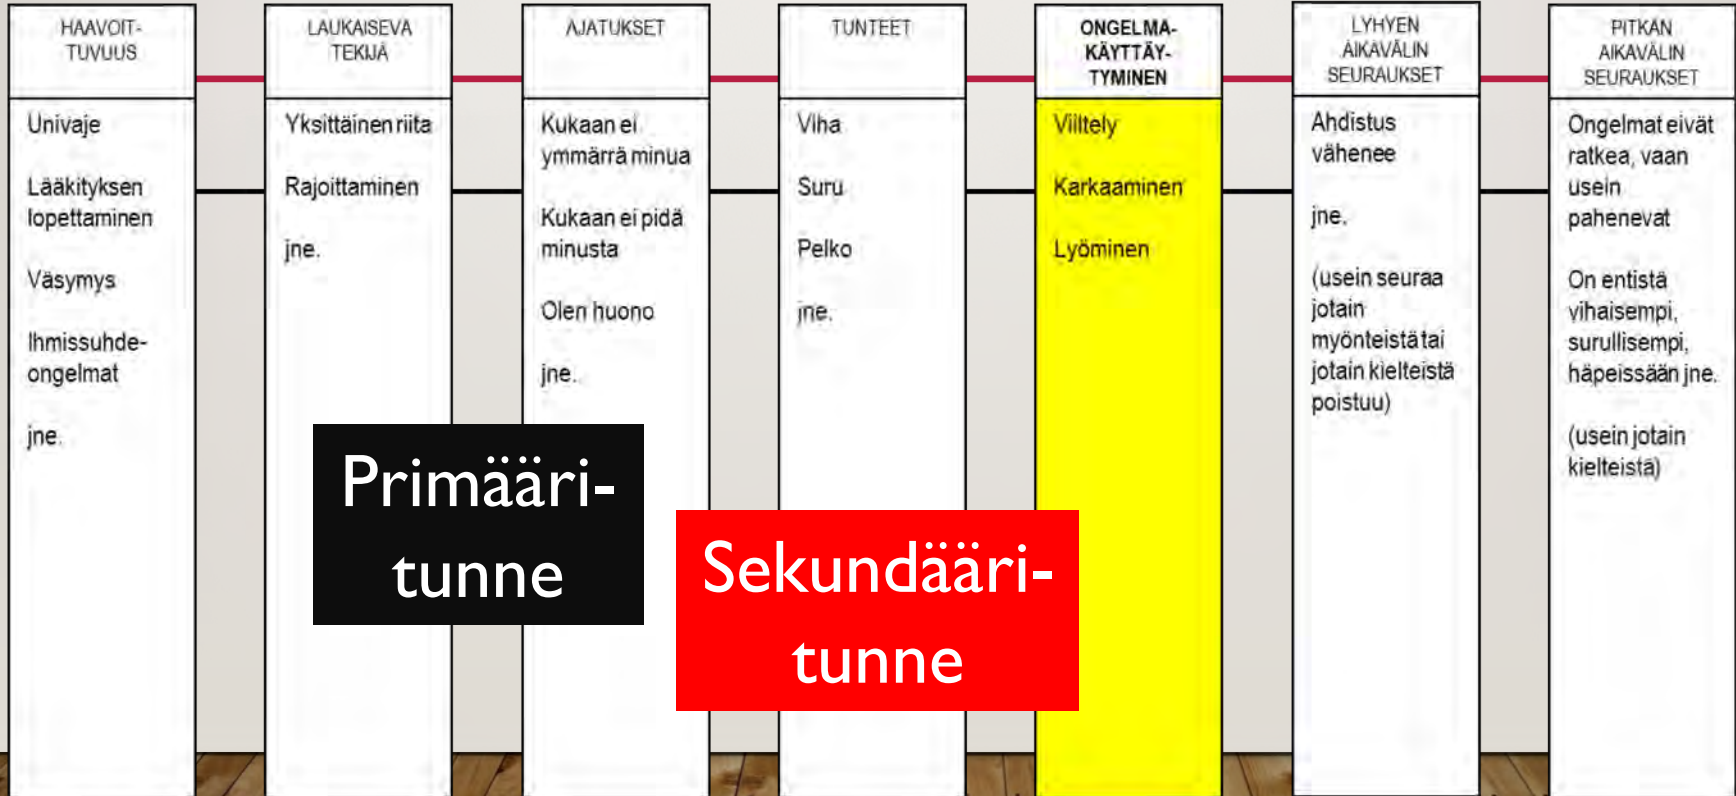 HAAVOIT-
TUVUUS
Univaje
Lääkityksen
lopettaminen
Väsymys
Ihmissuhde-
ongelmat
jne.
LAUKAISEVA
TEKIJÄ
Yksittäinen riita
Rajoittaminen
jne.
AJATUKSET
Kukaan ei
ymmärrä minua
Kukaan ei pidä
minusta
Olen huono
jne.
TUNTEET
Viha
Suru
Pelko
jne.
ONGELMA-
KÄYTTÄY-
TYMINEN
Viiltely
Karkaaminen
Lyöminen
LYHYEN
AIKAVÄLIN
SEURAUKSET
Ahdistus
vähenee
jne.
(usein seuraa
jotain
myönteistä tai
jotain kielteistä
poistuu)
PITKÄN
AIKAVÄLIN
SEURAUKSET
Ongelmat eivät
ratkea, vaan
usein
pahenevat
On entistä
vihaisempi,
surullisempi,
häpeissään jne.
(usein jotain
kielteistä)
Primääri-
tunne
Sekundääri-
tunne